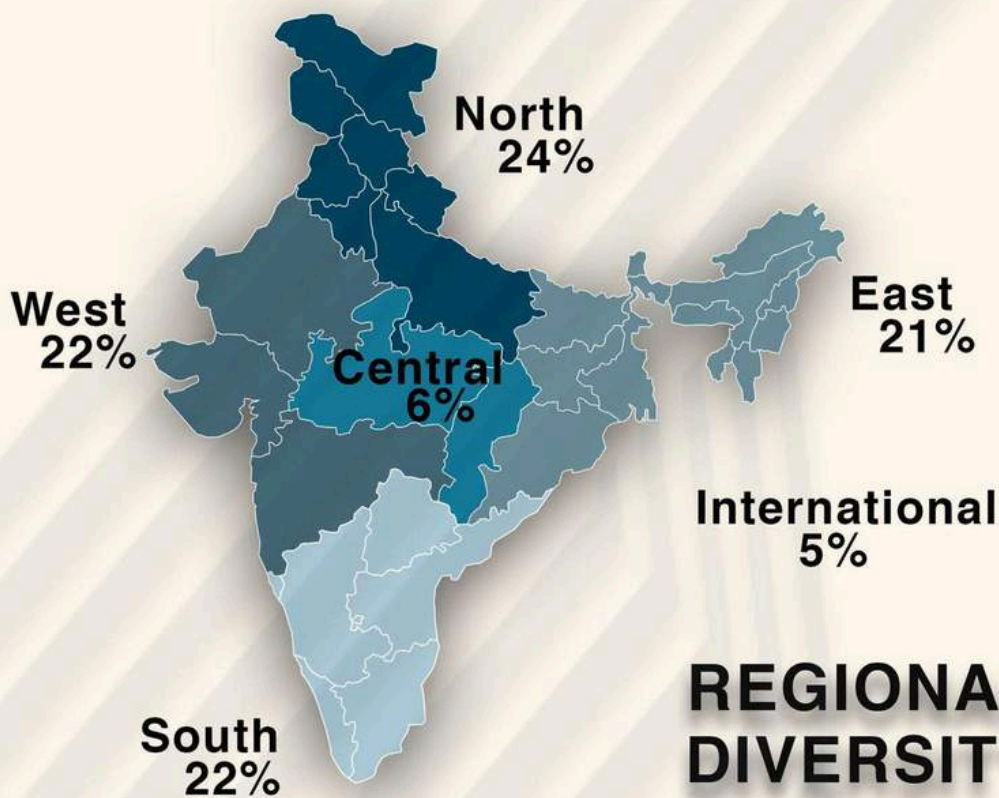 North
24%
West
22%
East
21%
Central
6%
International
5%
South
22%
REGIONA
DIVERSIT